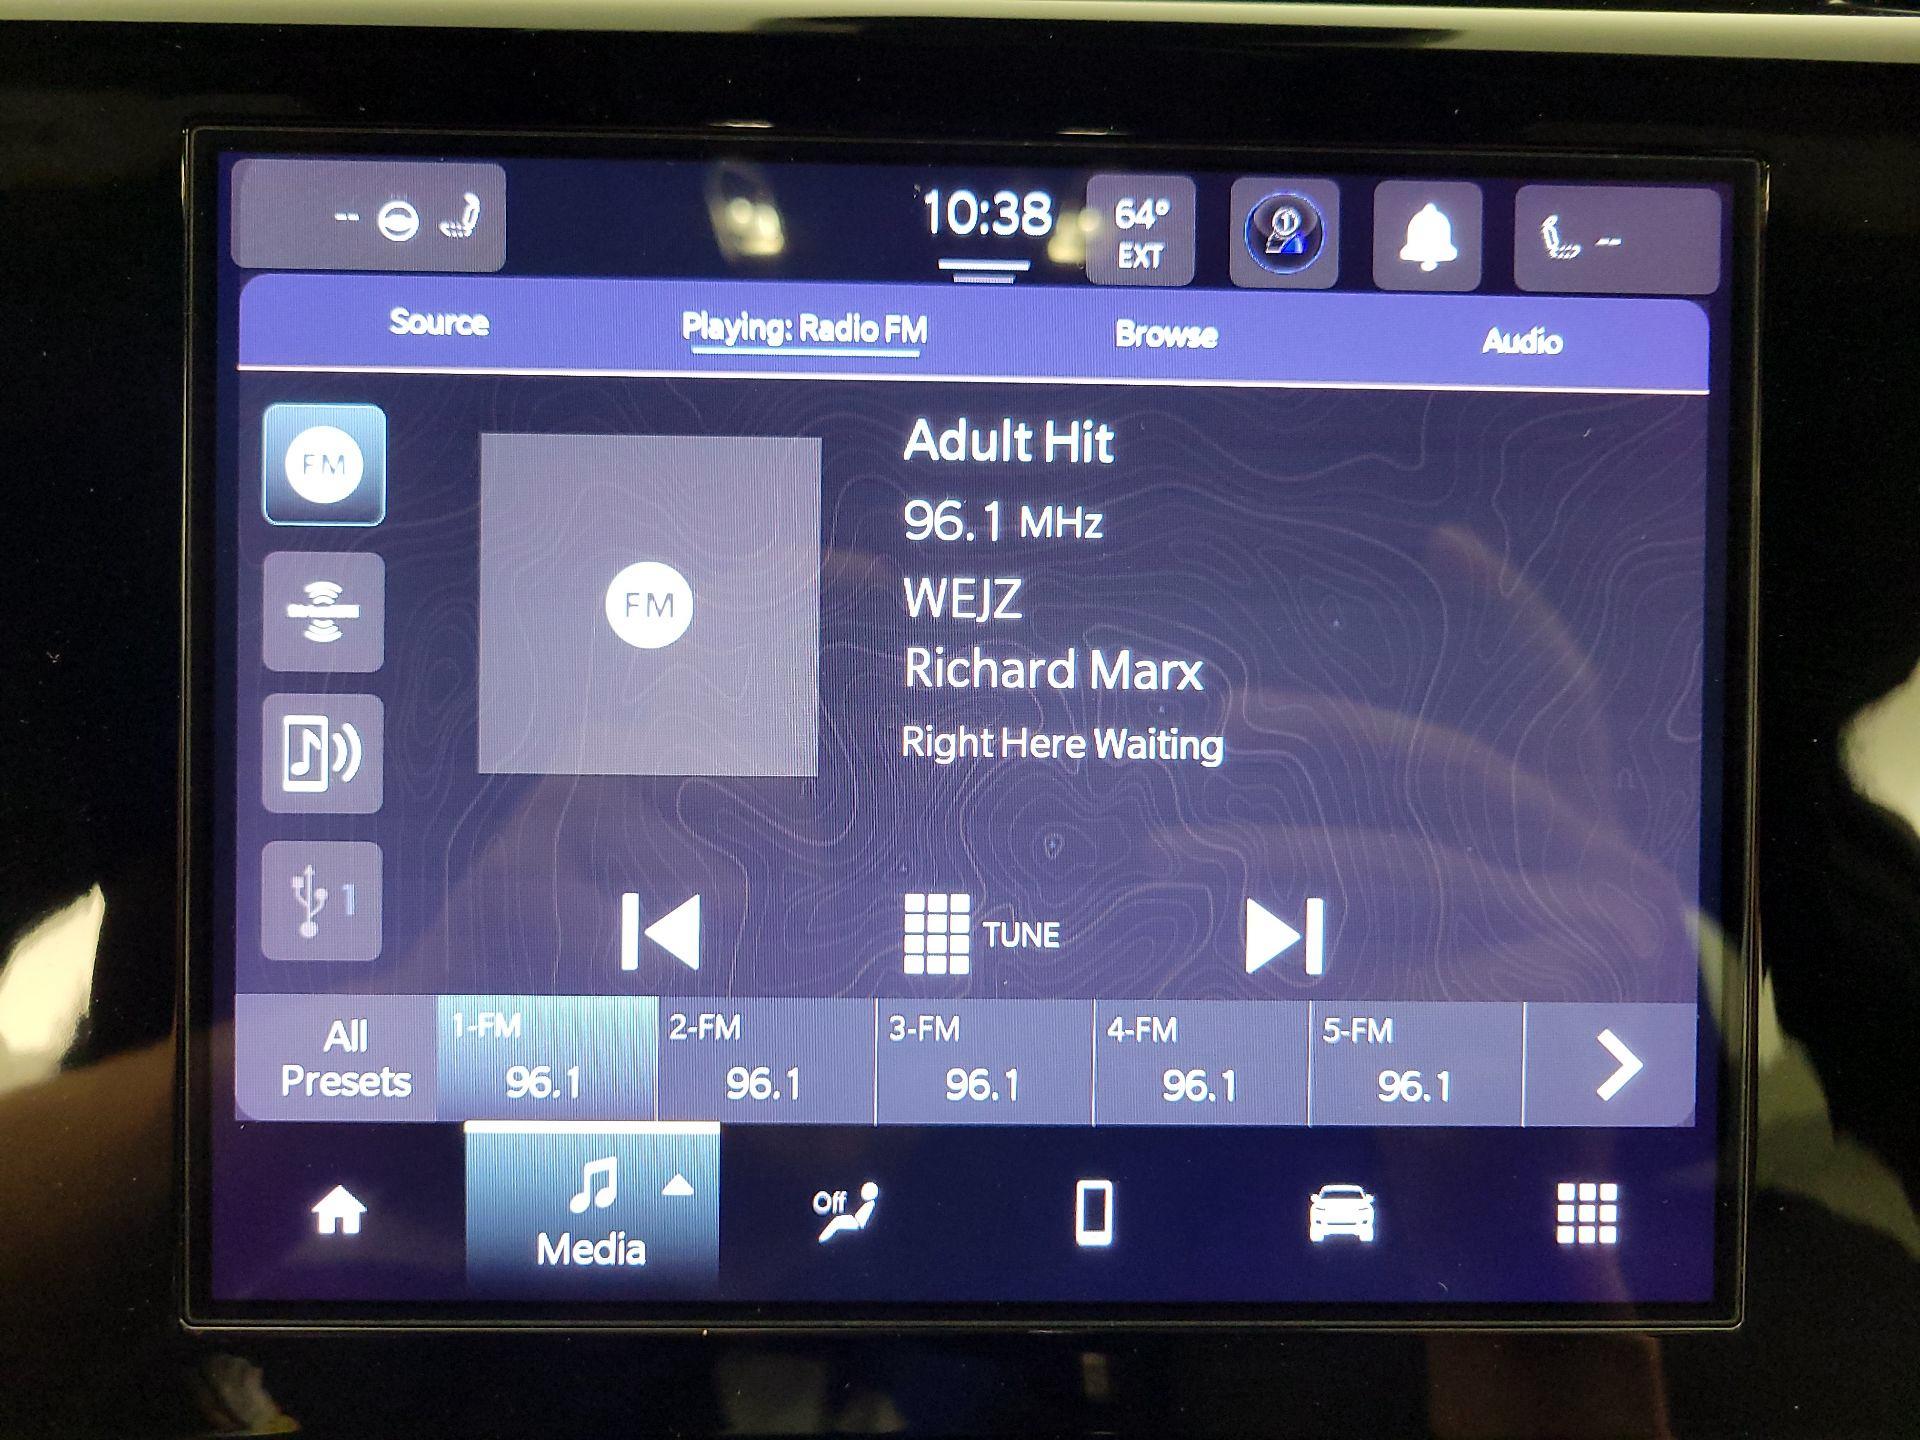 10:38
64°
EXT
1
Source
Playing: Radio FM
Browse
Audio
FM
FM
Adult Hit
96.1 MHz
WEJZ
Richard Marx
Right Here Waiting
1
TUNE
All
Presets
1-FM
96.1
2-FM
96.1
3-FM
96.1
4-FM
96.1
5-FM
96.1
Off
Media